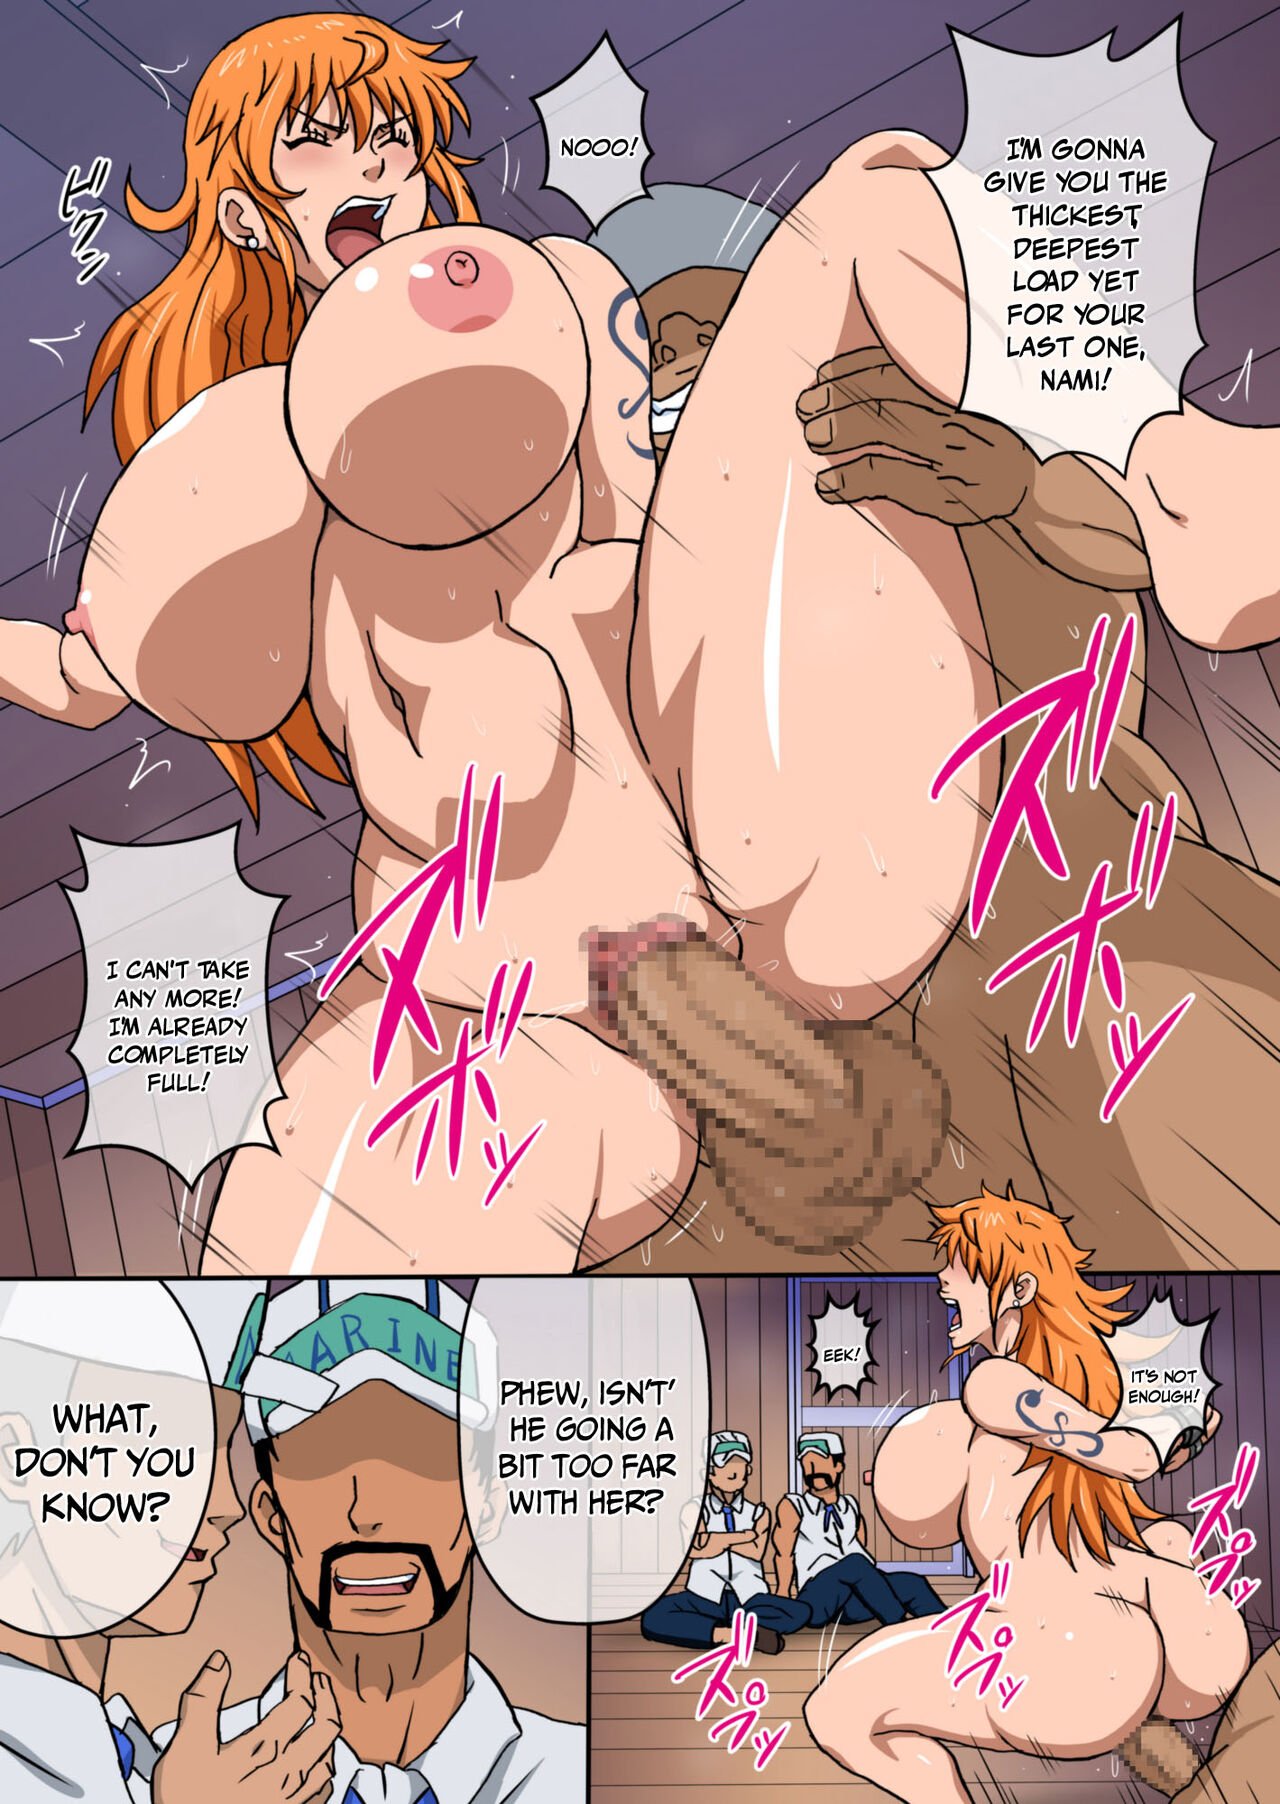 I'M GONNA
GIVE YOU THE
THICKEST,
DEEPEST
LOAD YET
FOR YOUR
LAST ONE,
NAMI!
NOOO!
ビクン
ズボッ
ズボッ
I CAN'T TAKE
ANY MORE!
I'M ALREADY
COMPLETELY
FULL!
MARINE
PHEW, ISN'T'
HE GOING A
BIT TOO FAR
WITH HER?
WHAT,
DON'T YOU
KNOW?
IT'S NOT
ENOUGH!
EEK!
ズプッ
ズプッ
ズプッ